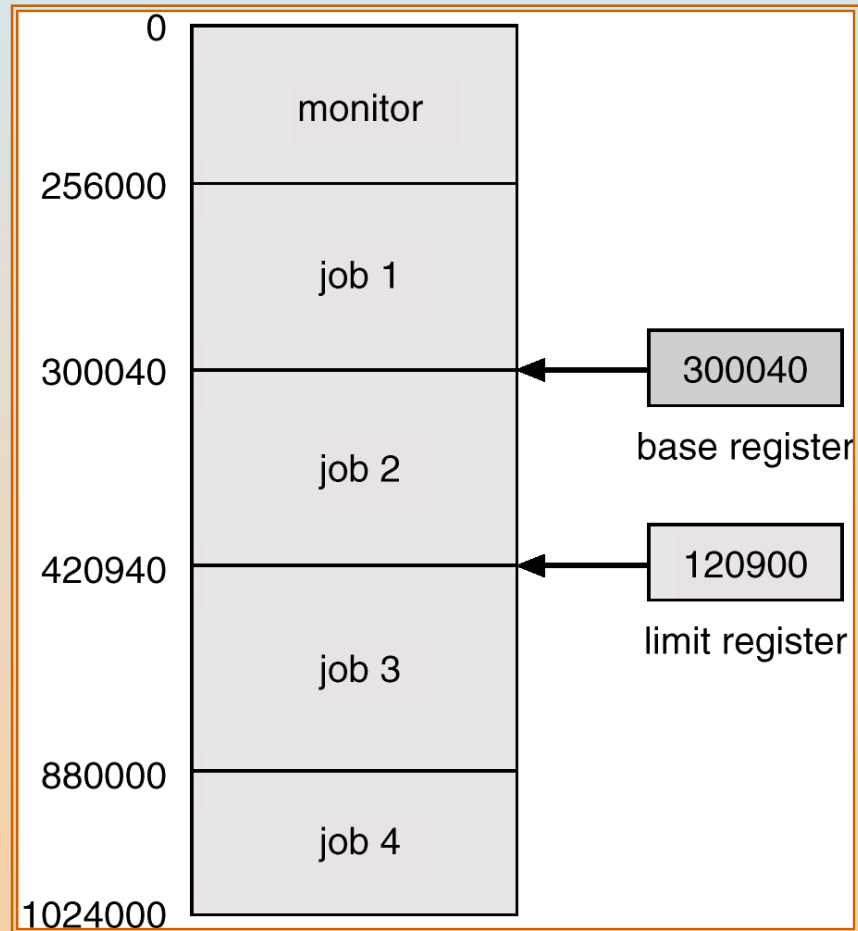 0
monitor
256000
job 1
300040
300040
base register
job 2
420940
120900
limit register
job 3
880000
job 4
1024000